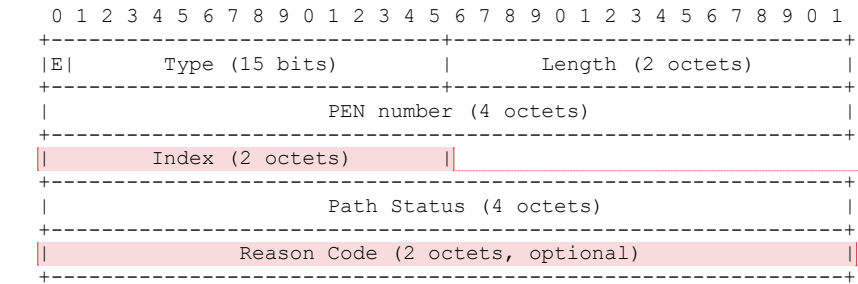 0 1 2 3 4 5 6 7 8 9 0 1 2 3 4 5 6 7 8 9 0 1 2 3 4 5 6 7 8 9 0 1
+-------------------------------+-------------------------------+
|E|     Type (15 bits)          |       Length (2 octets)       |
+-------------------------------+-------------------------------+
|                      PEN number (4 octets)                    |
+---------------------------------------------------------------+
|        Index (2 octets)       |
+---------------------------------------------------------------+
|                      Path Status (4 octets)                   |
+---------------------------------------------------------------+
|               Reason Code (2 octets, optional)                |
+---------------------------------------------------------------+